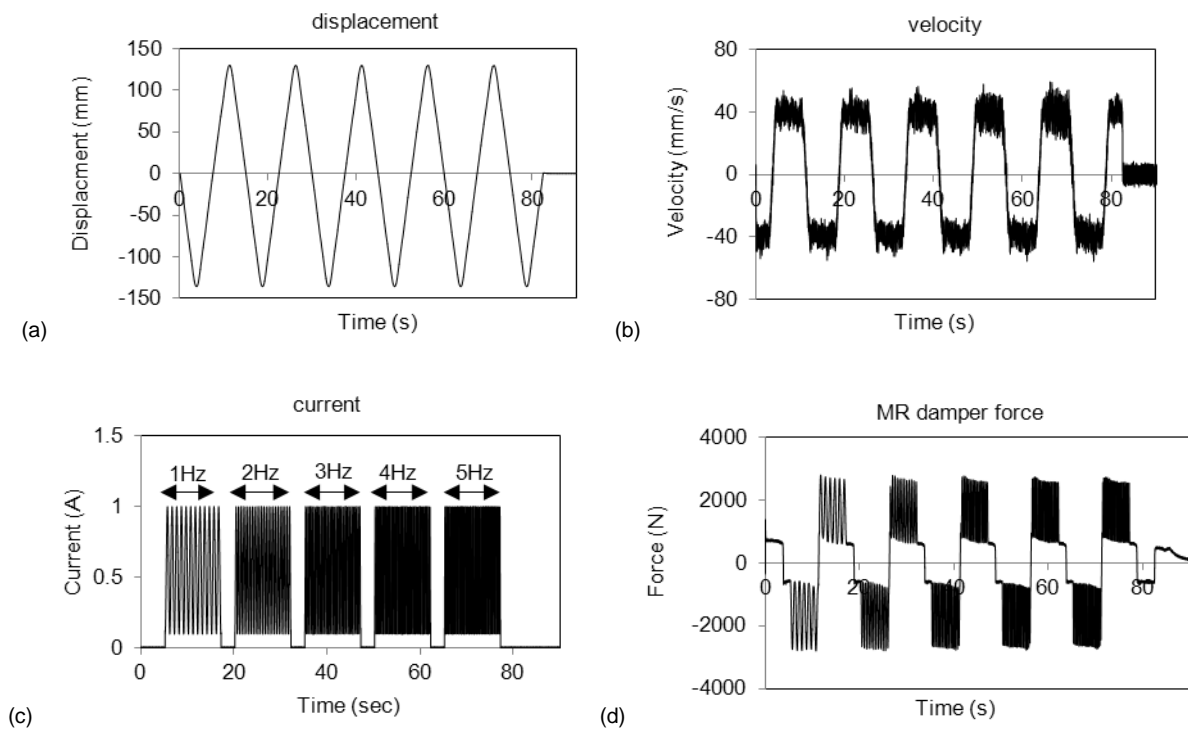 displacement
150
100
50
0
-50
-100
-150
0
20
40
60
80
Displacment (mm)
Time (s)
(a)
velocity
80
40
0
-40
-80
0
20
40
60
80
Velocity (mm/s)
Time (s)
(b)
current
1.5
1
0.5
0
1Hz 2Hz 3Hz 4Hz 5Hz
0 20 40 60 80
Current (A)
Time (sec)
(c)
MR damper force
4000
2000
0
-2000
-4000
0 20 40 60 80
Force (N)
Time (s)
(d)